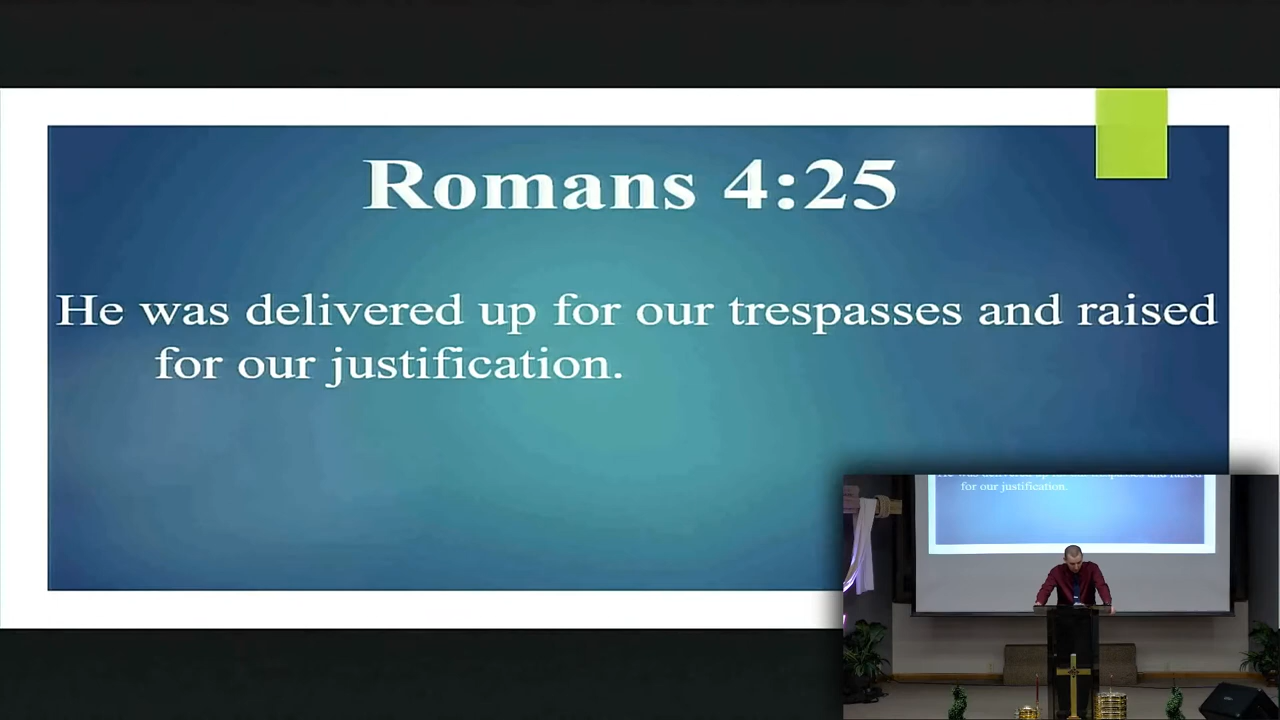 Romans 4:25
He was delivered up for our trespasses and raised
for our justification.
for our justification.